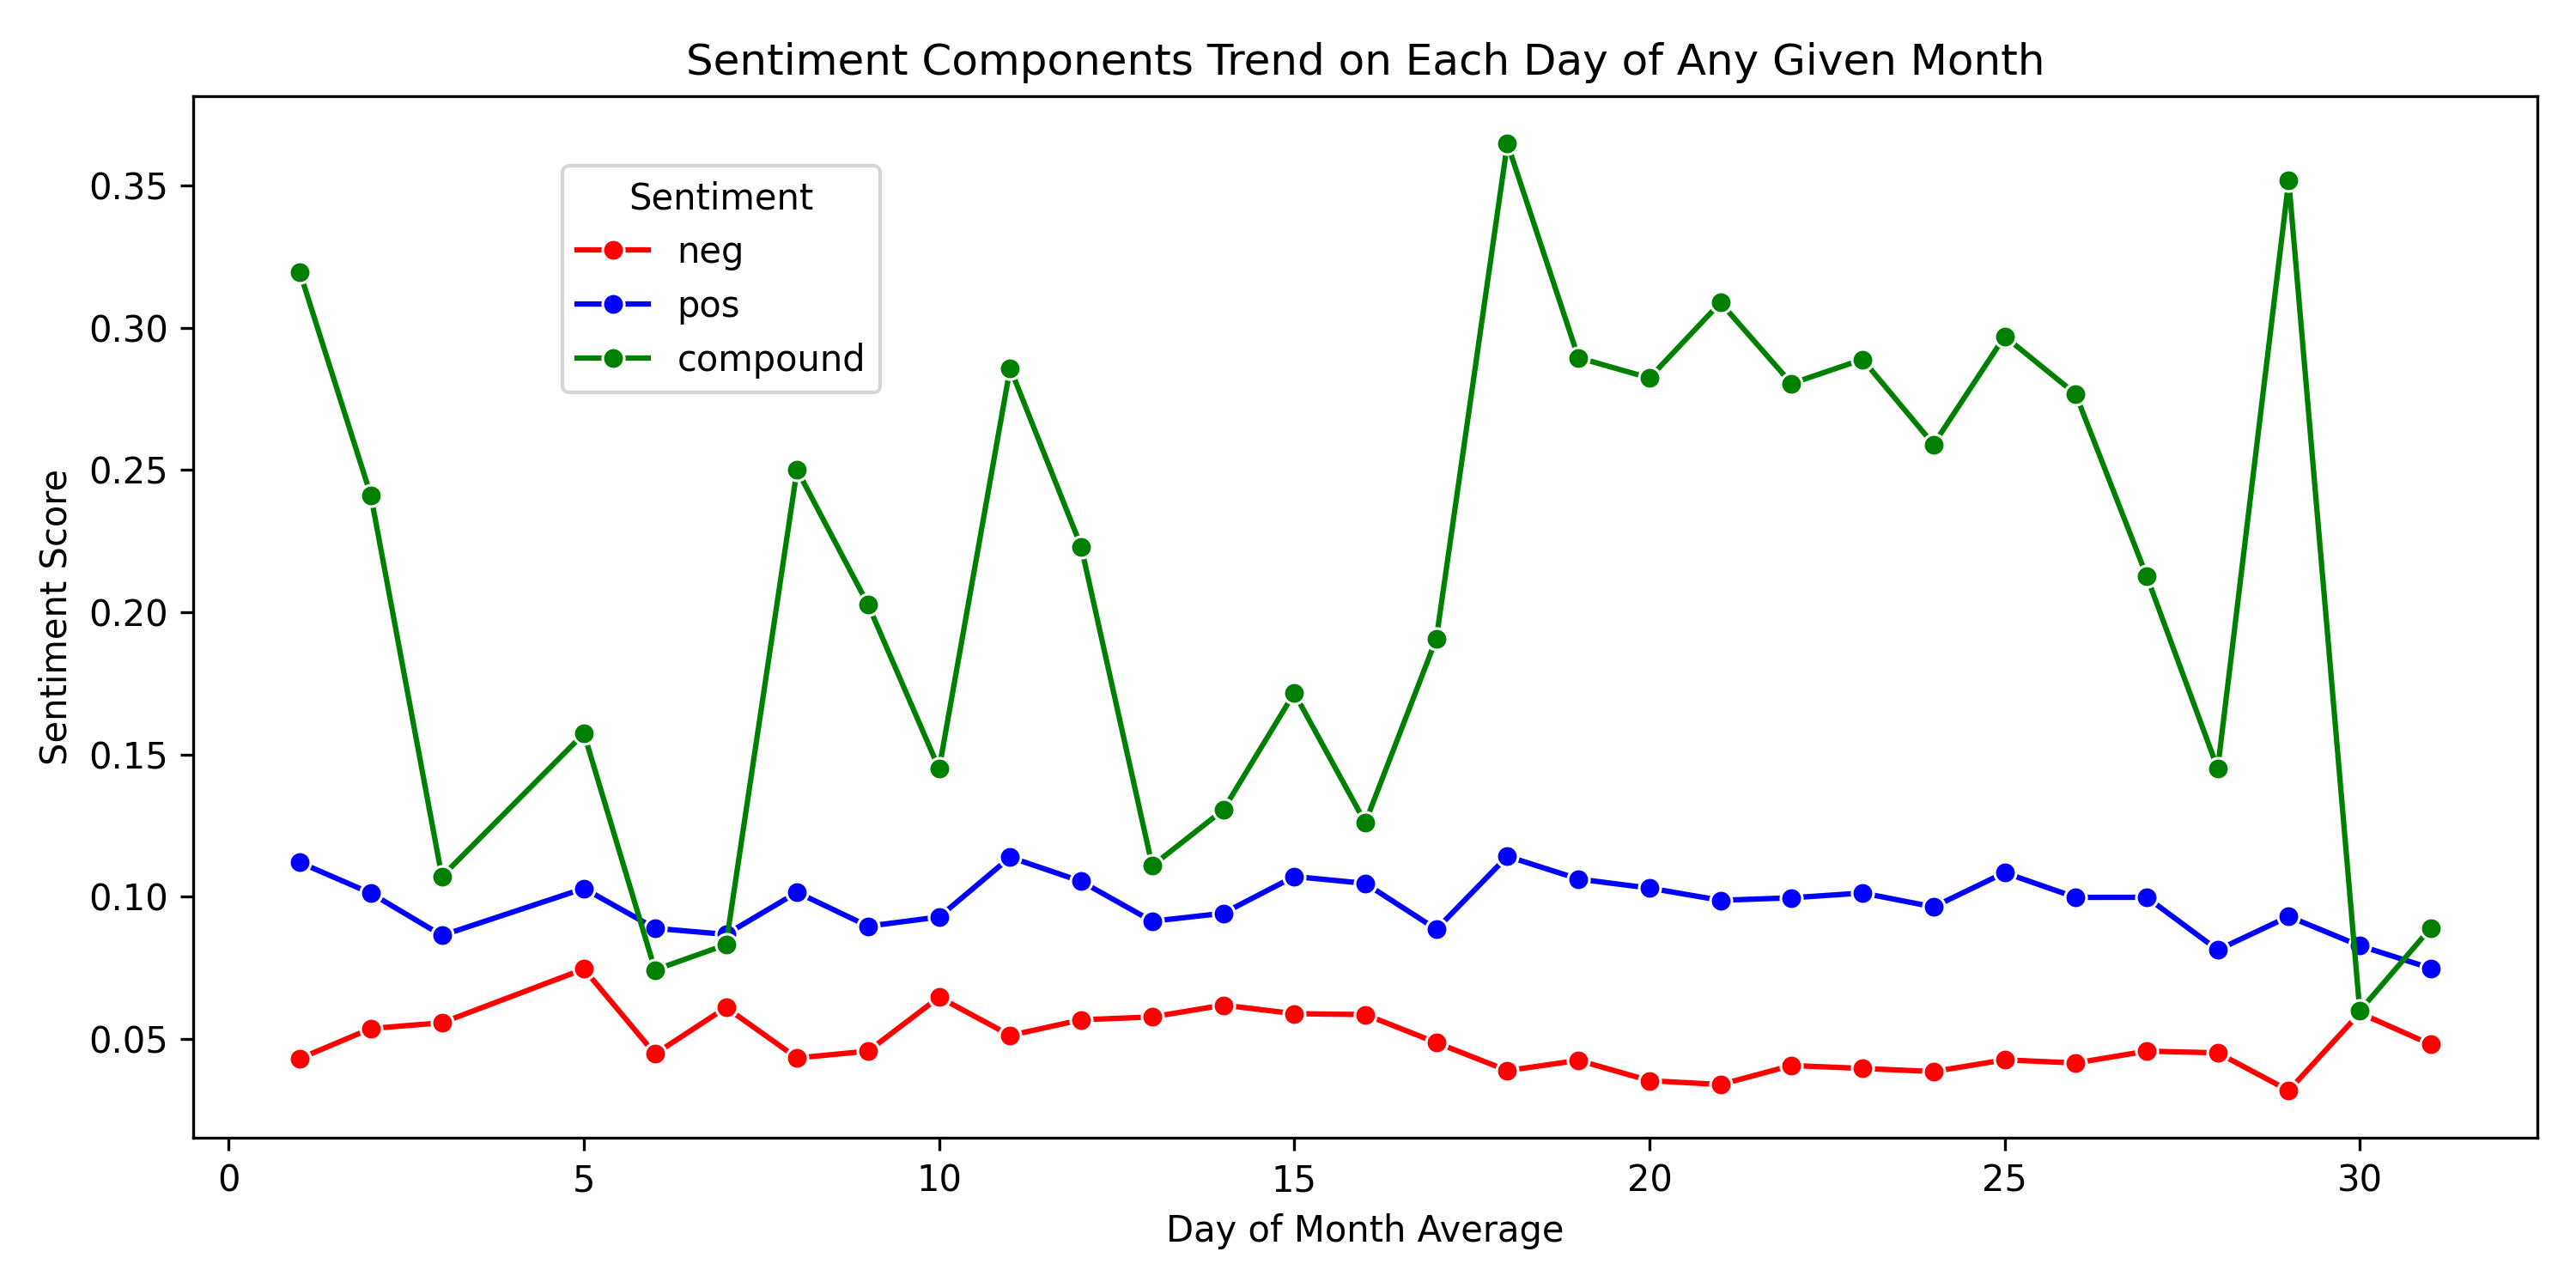 Sentiment Components Trend on Each Day of Any Given Month
Sentiment
neg
pos
compound
Sentiment Score
0.35
0.30
0.25
0.20
0.15
0.10
0.05
0 5 10 15 20 25 30
Day of Month Average